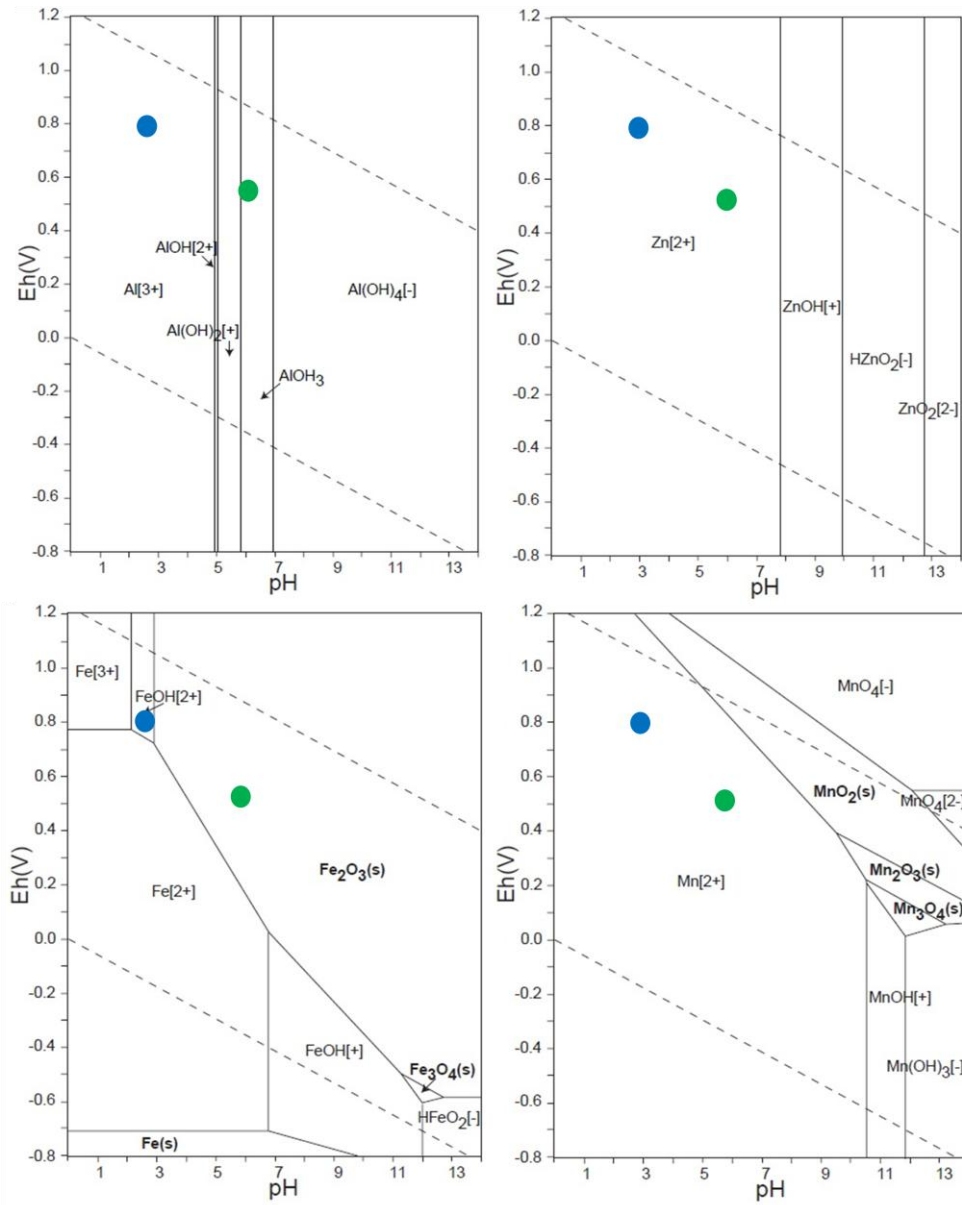 1.2
1.0
0.8
0.6
0.4
0.2
0.0
-0.2
-0.4
-0.6
-0.8
Eh(V)
AlOH[2+]
Al[3+]
Al(OH)4[-]
Al(OH)2[+]
AlOH3
1 3 5 7 9 11 13
pH
1.2
1.0
0.8
0.6
0.4
0.2
0.0
-0.2
-0.4
-0.6
-0.8
Eh(V)
Zn[2+]
ZnOH[+]
HZnO2[-]
ZnO2[2-]
1 3 5 7 9 11 13
pH
1.2
1.0
0.8
0.6
0.4
0.2
0.0
-0.2
-0.4
-0.6
-0.8
Eh(V)
Fe[3+]
FeOH[2+]
Fe2O3(s)
Fe[2+]
FeOH[+]
Fe3O4(s)
HFeO2[-]
Fe(s)
1 3 5 7 9 11 13
pH
1.2
1.0
0.8
0.6
0.4
0.2
0.0
-0.2
-0.4
-0.6
-0.8
Eh(V)
MnO4[-]
MnO2(s)
MnO4[2-]
Mn2O3(s)
Mn[2+]
Mn3O4(s)
MnOH[+]
Mn(OH)3[-]
1 3 5 7 9 11 13
pH